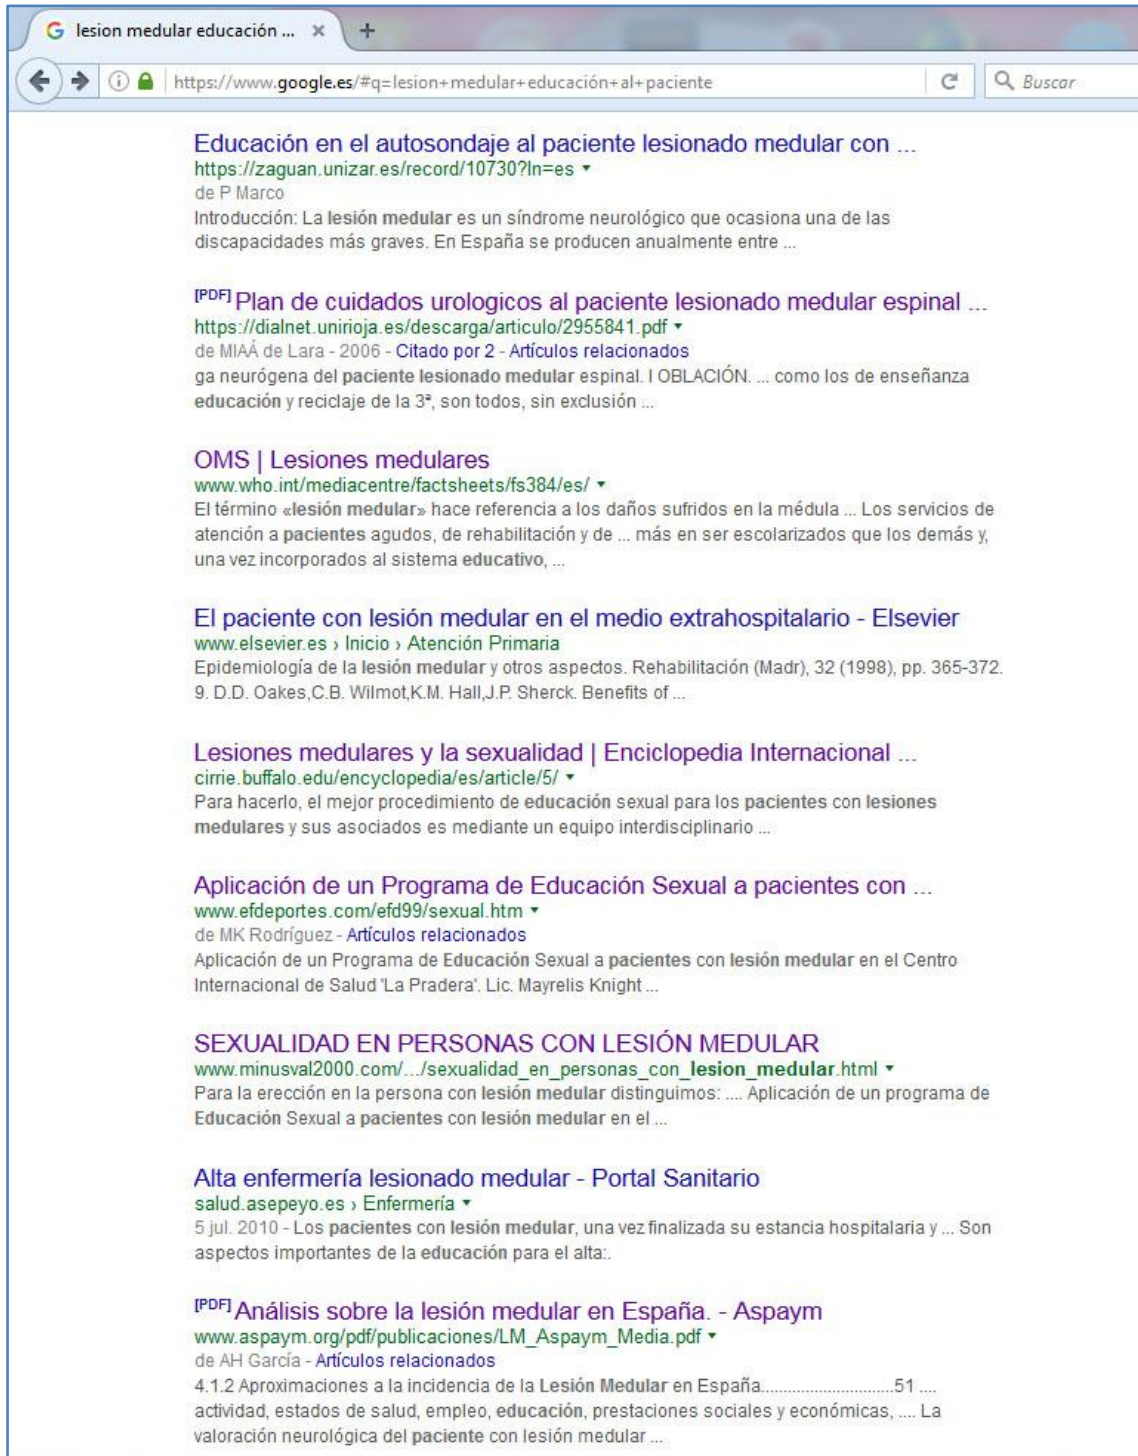 lesion medular educación ...
https://www.google.es/#q=lesion+medular+educación+al+paciente
Buscar
Educación en el autosondaje al paciente lesionado medular con ...
https://zaguan.unizar.es/record/10730?ln=es
de P Marco
Introducción: La lesión medular es un síndrome neurológico que ocasiona una de las
discapacidades más graves. En España se producen anualmente entre ...
[PDF] Plan de cuidados urologicos al paciente lesionado medular espinal ...
https://dialnet.unirioja.es/descarga/articulo/2955841.pdf
de MIAÁ de Lara - 2006 - Citado por 2 - Artículos relacionados
ga neurógena del paciente lesionado medular espinal. I OBLACIÓN. ... como los de enseñanza
educación y reciclaje de la 3ª, son todos, sin exclusión ...
OMS | Lesiones medulares
www.who.int/mediacentre/factsheets/fs384/es/
El término «lesión medular» hace referencia a los daños sufridos en la médula ... Los servicios de
atención a pacientes agudos, de rehabilitación y de ... más en ser escolarizados que los demás y,
una vez incorporados al sistema educativo, ...
El paciente con lesión medular en el medio extrahospitalario - Elsevier
www.elsevier.es › Inicio › Atención Primaria
Epidemiología de la lesión medular y otros aspectos. Rehabilitación (Madr), 32 (1998), pp. 365-372.
9. D.D. Oakes,C.B. Wilmot,K.M. Hall,J.P. Sherck. Benefits of ...
Lesiones medulares y la sexualidad | Enciclopedia Internacional ...
cirrie.buffalo.edu/encyclopedia/es/article/5/
Para hacerlo, el mejor procedimiento de educación sexual para los pacientes con lesiones
medulares y sus asociados es mediante un equipo interdisciplinario ...
Aplicación de un Programa de Educación Sexual a pacientes con ...
www.efdeportes.com/efd99/sexual.htm
de MK Rodríguez - Artículos relacionados
Aplicación de un Programa de Educación Sexual a pacientes con lesión medular en el Centro
Internacional de Salud 'La Pradera'. Lic. Mayrelis Knight ...
SEXUALIDAD EN PERSONAS CON LESIÓN MEDULAR
www.minusval2000.com/.../sexualidad_en_personas_con_lesion_medular.html
Para la erección en la persona con lesión medular distinguimos: .... Aplicación de un programa de
Educación Sexual a pacientes con lesión medular en el ...
Alta enfermería lesionado medular - Portal Sanitario
salud.asepeyo.es › Enfermería
5 jul. 2010 - Los pacientes con lesión medular, una vez finalizada su estancia hospitalaria y ... Son
aspectos importantes de la educación para el alta:.
[PDF] Análisis sobre la lesión medular en España. - Aspaym
www.aspaym.org/pdf/publicaciones/LM_Aspaym_Media.pdf
de AH García - Artículos relacionados
4.1.2 Aproximaciones a la incidencia de la Lesión Medular en España..............................51 ....
actividad, estados de salud, empleo, educación, prestaciones sociales y económicas, .... La
valoración neurológica del paciente con lesión medular ...